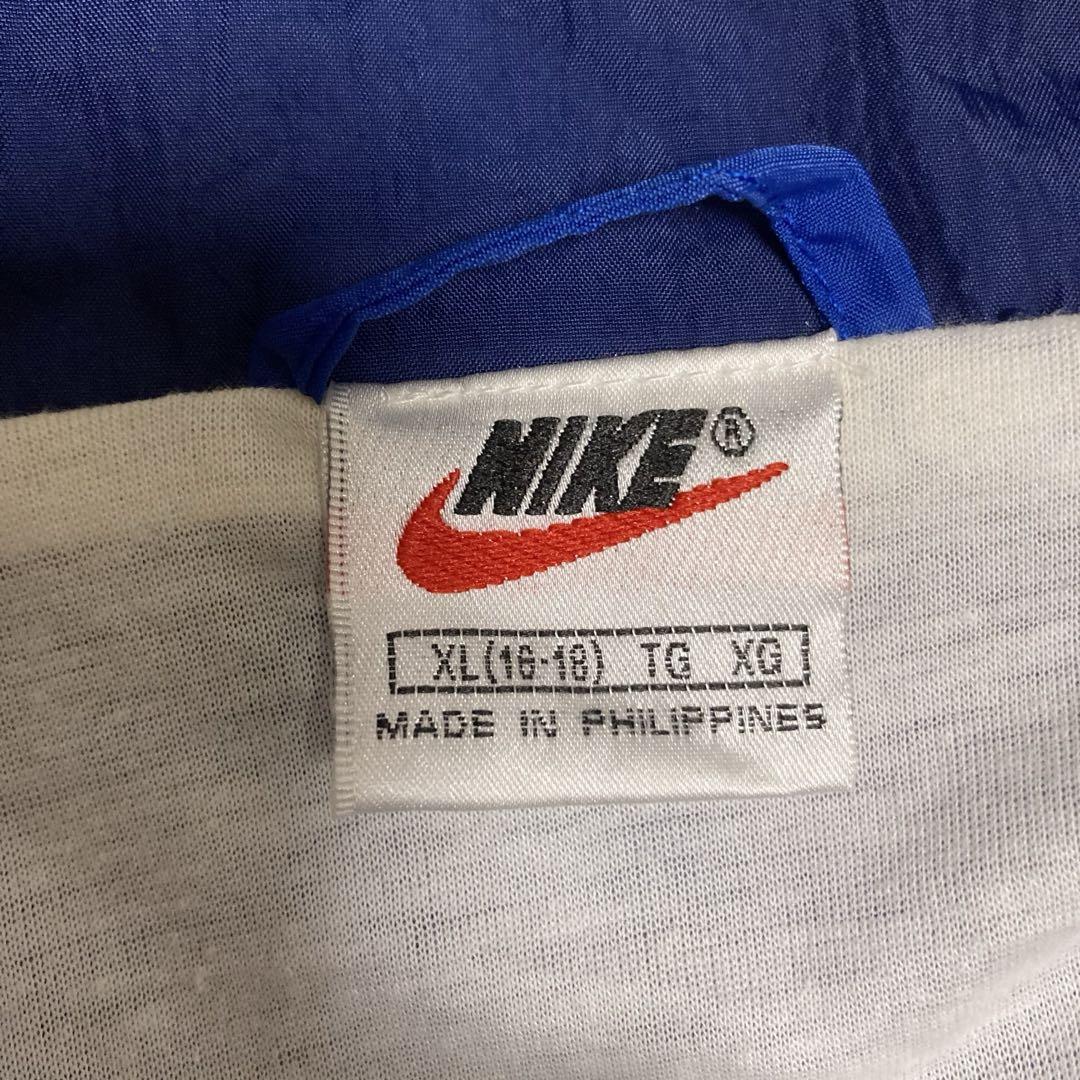 NIKE®
XL(16-18) TG XG
MADE IN PHILIPPINES